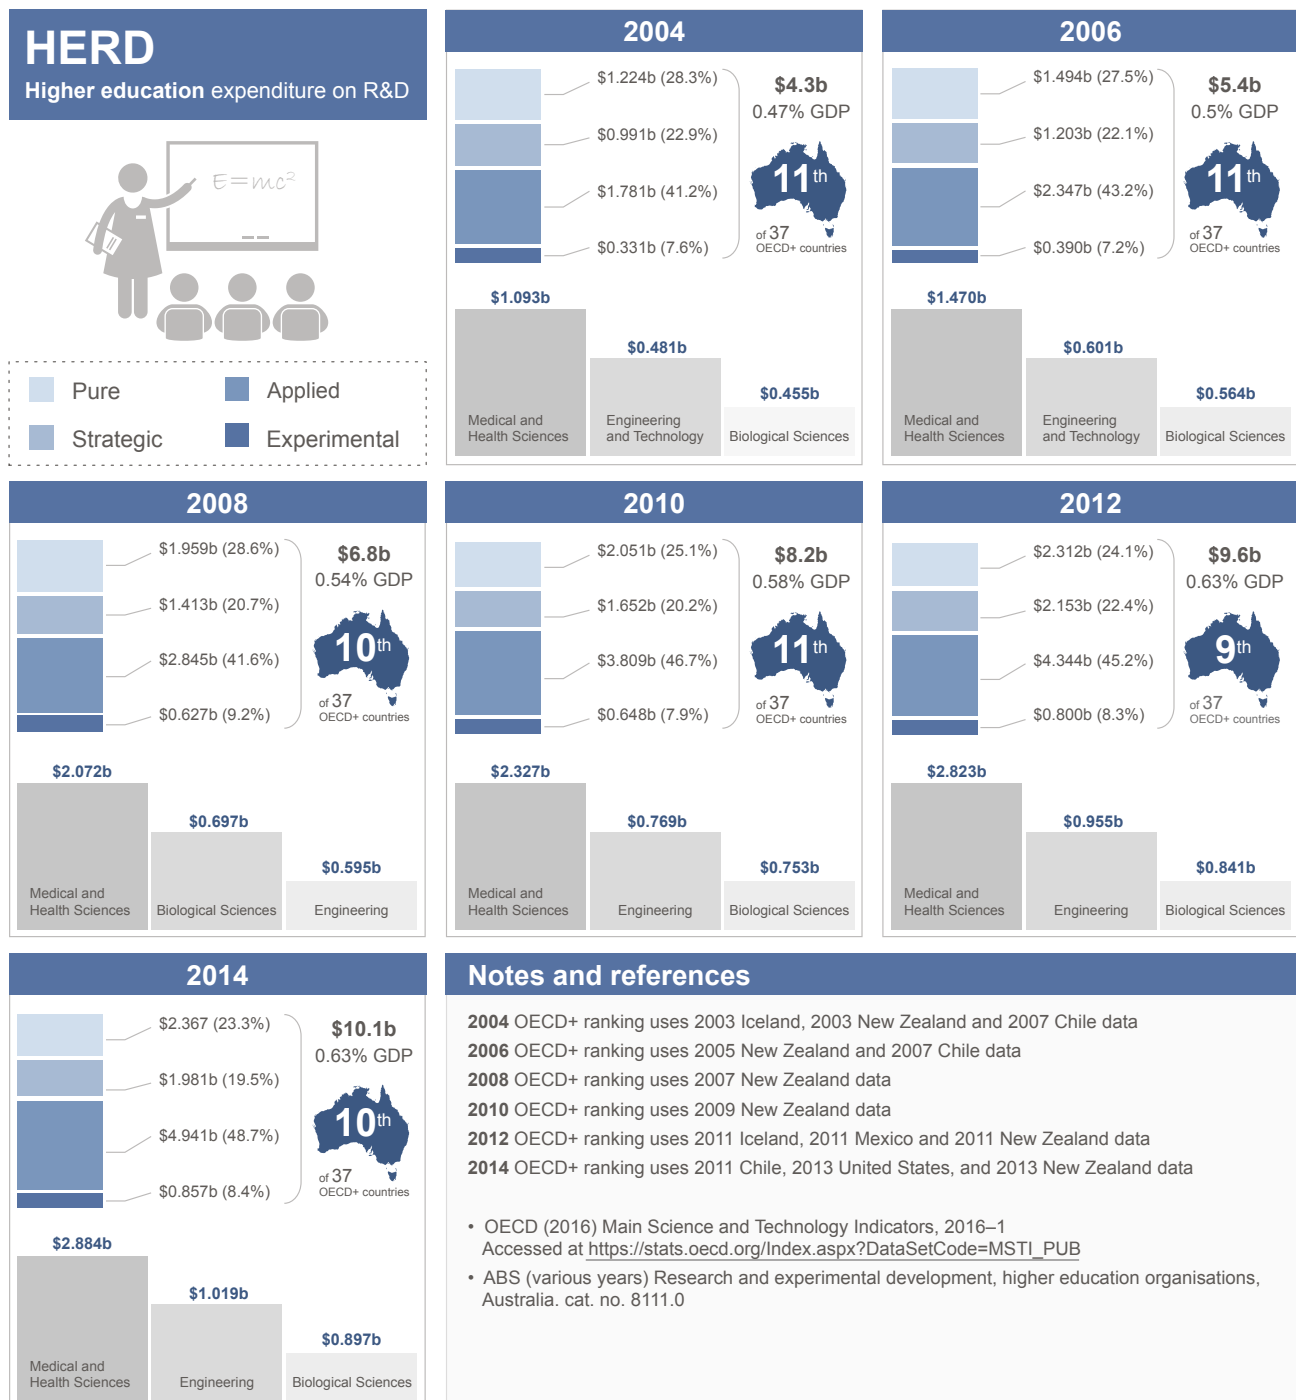 HERD
Higher education expenditure on R&D
E=mc²
Pure
Applied
Strategic
Experimental
2004
$1.224b (28.3%)
$0.991b (22.9%)
$1.781b (41.2%)
$0.331b (7.6%)
$4.3b
0.47% GDP
11th
of 37
OECD+ countries
$1.093b
$0.481b
$0.455b
Medical and
Health Sciences
Engineering
and Technology
Biological Sciences
2006
$1.494b (27.5%)
$1.203b (22.1%)
$2.347b (43.2%)
$0.390b (7.2%)
$5.4b
0.5% GDP
11th
of 37
OECD+ countries
$1.470b
$0.601b
$0.564b
Medical and
Health Sciences
Engineering
and Technology
Biological Sciences
2008
$1.959b (28.6%)
$1.413b (20.7%)
$2.845b (41.6%)
$0.627b (9.2%)
$6.8b
0.54% GDP
10th
of 37
OECD+ countries
$2.072b
$0.697b
$0.595b
Medical and
Health Sciences
Biological Sciences
Engineering
2010
$2.051b (25.1%)
$1.652b (20.2%)
$3.809b (46.7%)
$0.648b (7.9%)
$8.2b
0.58% GDP
11th
of 37
OECD+ countries
$2.327b
$0.769b
$0.753b
Medical and
Health Sciences
Engineering
Biological Sciences
2012
$2.312b (24.1%)
$2.153b (22.4%)
$4.344b (45.2%)
$0.800b (8.3%)
$9.6b
0.63% GDP
9th
of 37
OECD+ countries
$2.823b
$0.955b
$0.841b
Medical and
Health Sciences
Engineering
Biological Sciences
2014
$2.367 (23.3%)
$1.981b (19.5%)
$4.941b (48.7%)
$0.857b (8.4%)
$10.1b
0.63% GDP
10th
of 37
OECD+ countries
$2.884b
$1.019b
$0.897b
Medical and
Health Sciences
Engineering
Biological Sciences
Notes and references
2004 OECD+ ranking uses 2003 Iceland, 2003 New Zealand and 2007 Chile data
2006 OECD+ ranking uses 2005 New Zealand and 2007 Chile data
2008 OECD+ ranking uses 2007 New Zealand data
2010 OECD+ ranking uses 2009 New Zealand data
2012 OECD+ ranking uses 2011 Iceland, 2011 Mexico and 2011 New Zealand data
2014 OECD+ ranking uses 2011 Chile, 2013 United States, and 2013 New Zealand data
• OECD (2016) Main Science and Technology Indicators, 2016–1
Accessed at https://stats.oecd.org/Index.aspx?DataSetCode=MSTI_PUB
• ABS (various years) Research and experimental development, higher education organisations,
Australia. cat. no. 8111.0